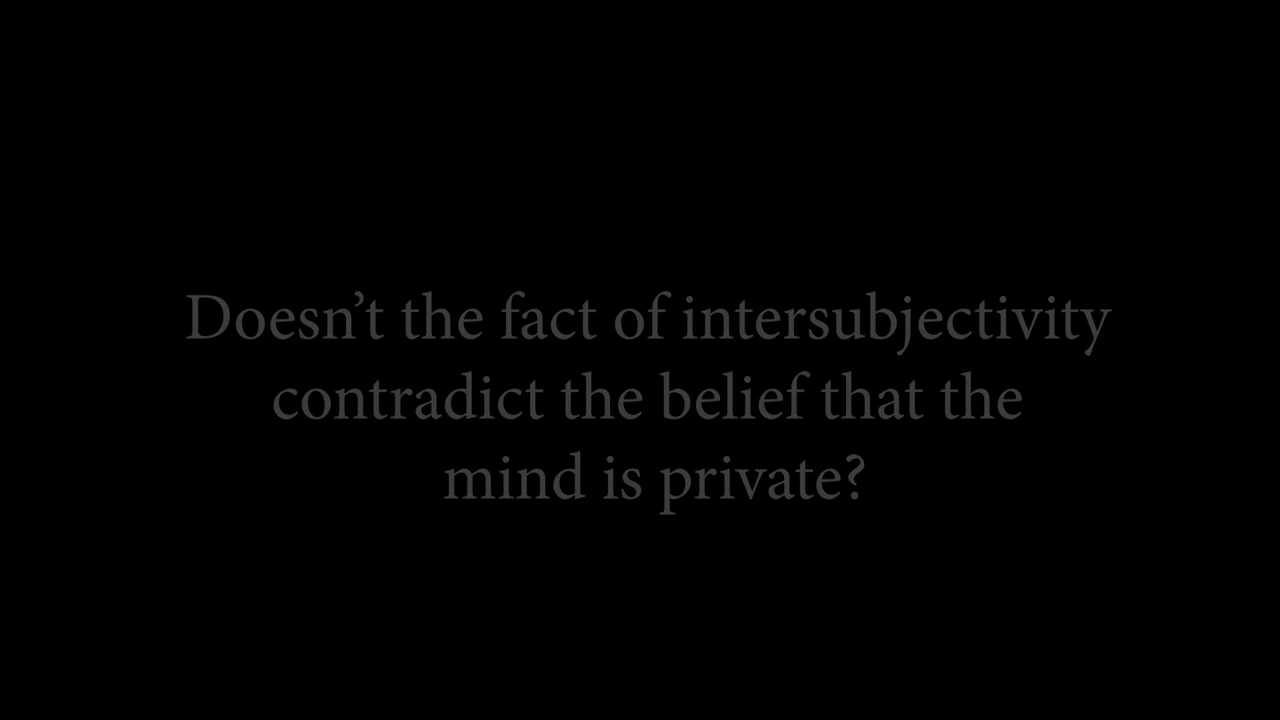 Doesn’t the fact of intersubjectivity
contradict the belief that the
mind is private?